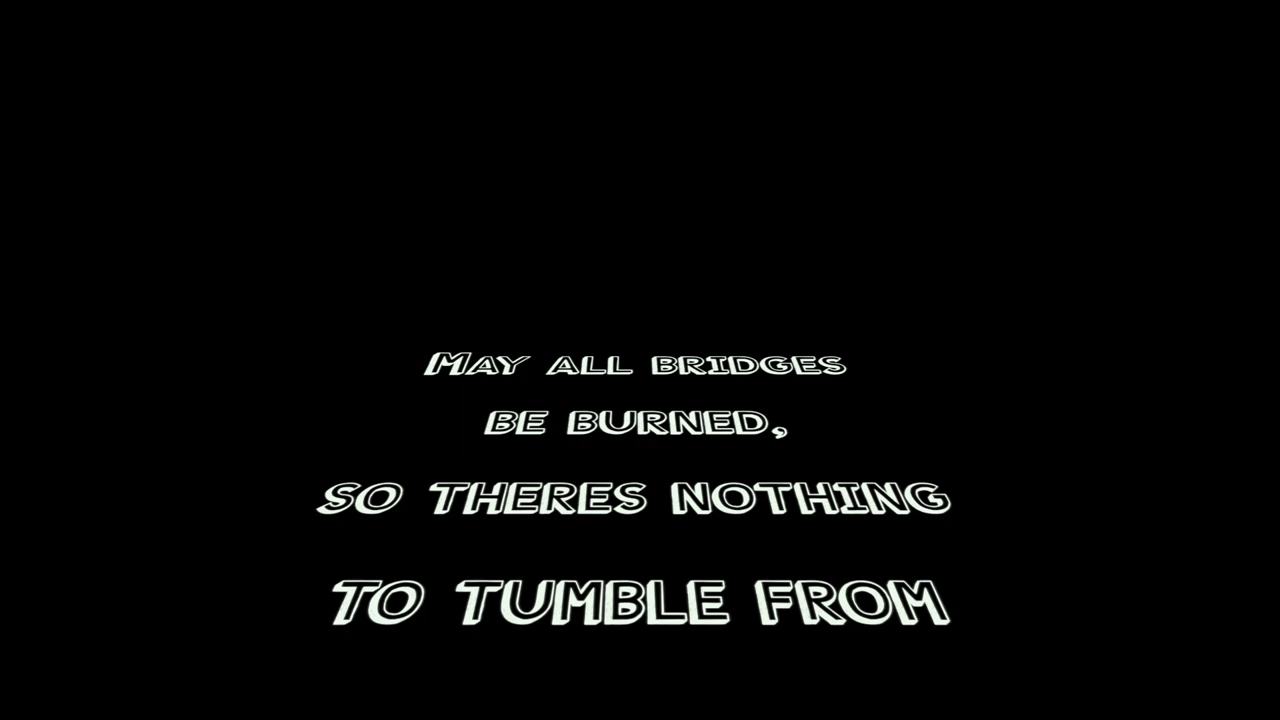 May all bridges
be burned,
so theres nothing
to tumble from